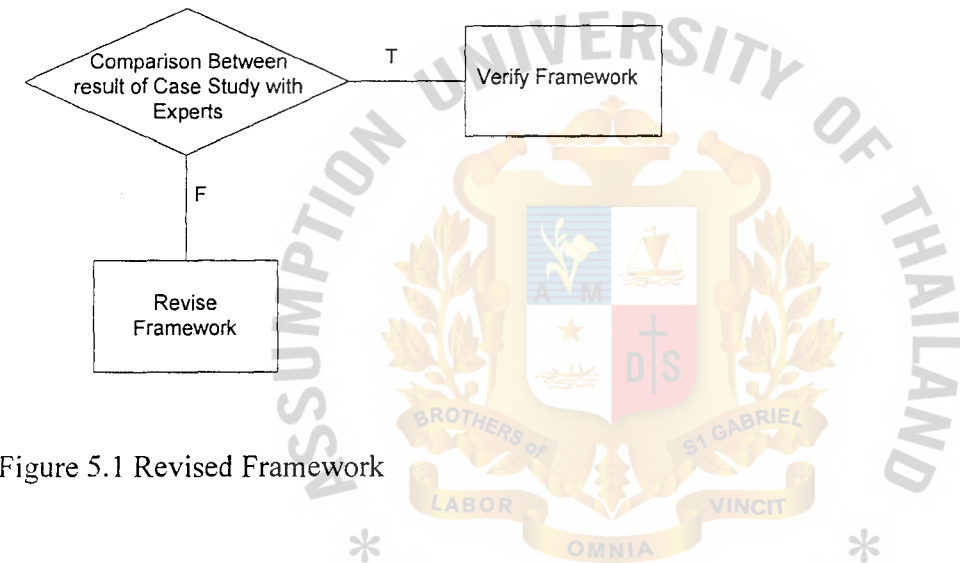 Comparison Between
result of Case Study with
Experts
T
Verify Framework
F
Revise
Framework
Figure 5.1 Revised Framework
ASSUMPTION UNIVERSITY OF THAILAND
A M
D S
BROTHERS of
ST GABRIEL
LABOR
OMNIA
VINCIT